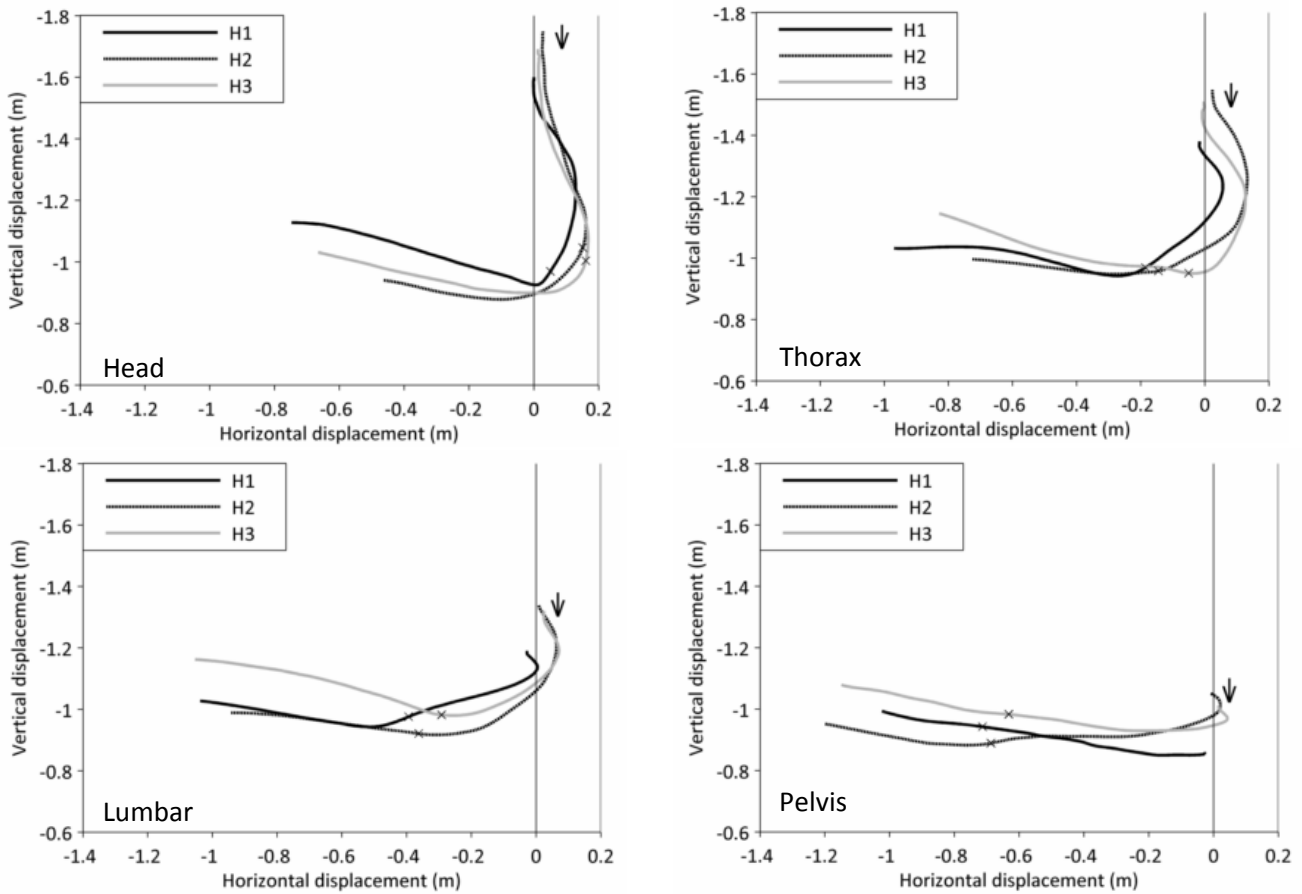 -1.8
-1.6
-1.4
-1.2
-1
-0.8
-0.6
Vertical displacement (m)
H1
H2
H3
Head
-1.4 -1.2 -1 -0.8 -0.6 -0.4 -0.2 0 0.2
Horizontal displacement (m)
-1.8
-1.6
-1.4
-1.2
-1
-0.8
-0.6
Vertical displacement (m)
H1
H2
H3
Thorax
-1.4 -1.2 -1 -0.8 -0.6 -0.4 -0.2 0 0.2
Horizontal displacement (m)
-1.8
-1.6
-1.4
-1.2
-1
-0.8
-0.6
Vertical displacement (m)
H1
H2
H3
Lumbar
-1.4 -1.2 -1 -0.8 -0.6 -0.4 -0.2 0 0.2
Horizontal displacement (m)
-1.8
-1.6
-1.4
-1.2
-1
-0.8
-0.6
Vertical displacement (m)
H1
H2
H3
Pelvis
-1.4 -1.2 -1 -0.8 -0.6 -0.4 -0.2 0 0.2
Horizontal displacement (m)